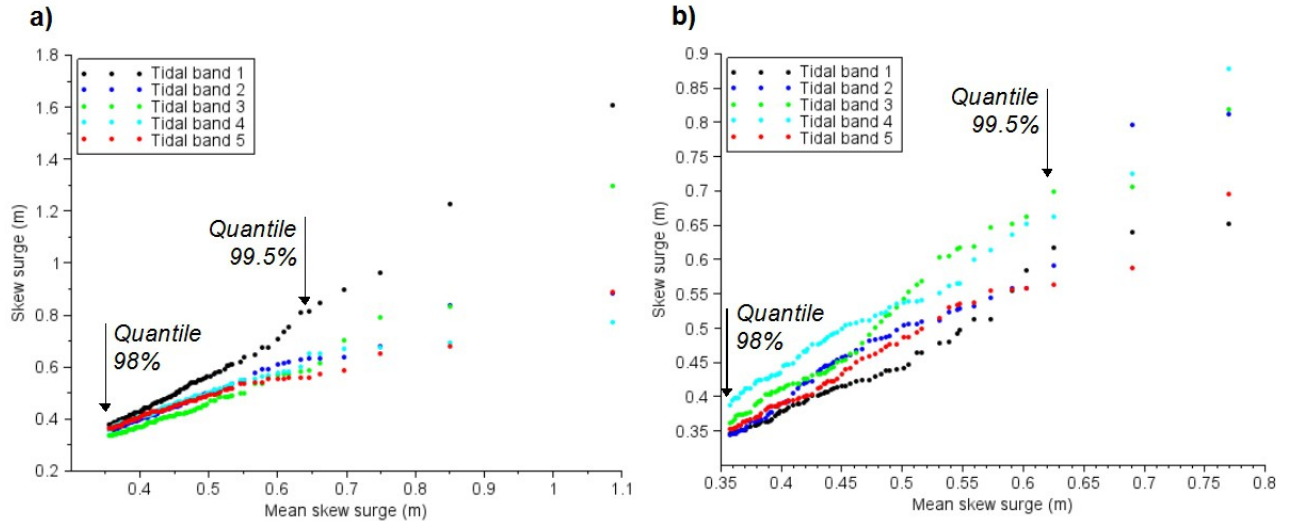 a)
1.8
1.6
1.4
1.2
1
0.8
0.6
0.4
0.2
Skew surge (m)
Tidal band 1
Tidal band 2
Tidal band 3
Tidal band 4
Tidal band 5
Quantile
99.5%
Quantile
98%
0.4
0.5
0.6
0.7
0.8
0.9
1
1.1
Mean skew surge (m)
b)
0.9
0.85
0.8
0.75
0.7
0.65
0.6
0.55
0.5
0.45
0.4
0.35
Skew surge (m)
Tidal band 1
Tidal band 2
Tidal band 3
Tidal band 4
Tidal band 5
Quantile
99.5%
Quantile
98%
0.35
0.4
0.45
0.5
0.55
0.6
0.65
0.7
0.75
0.8
Mean skew surge (m)